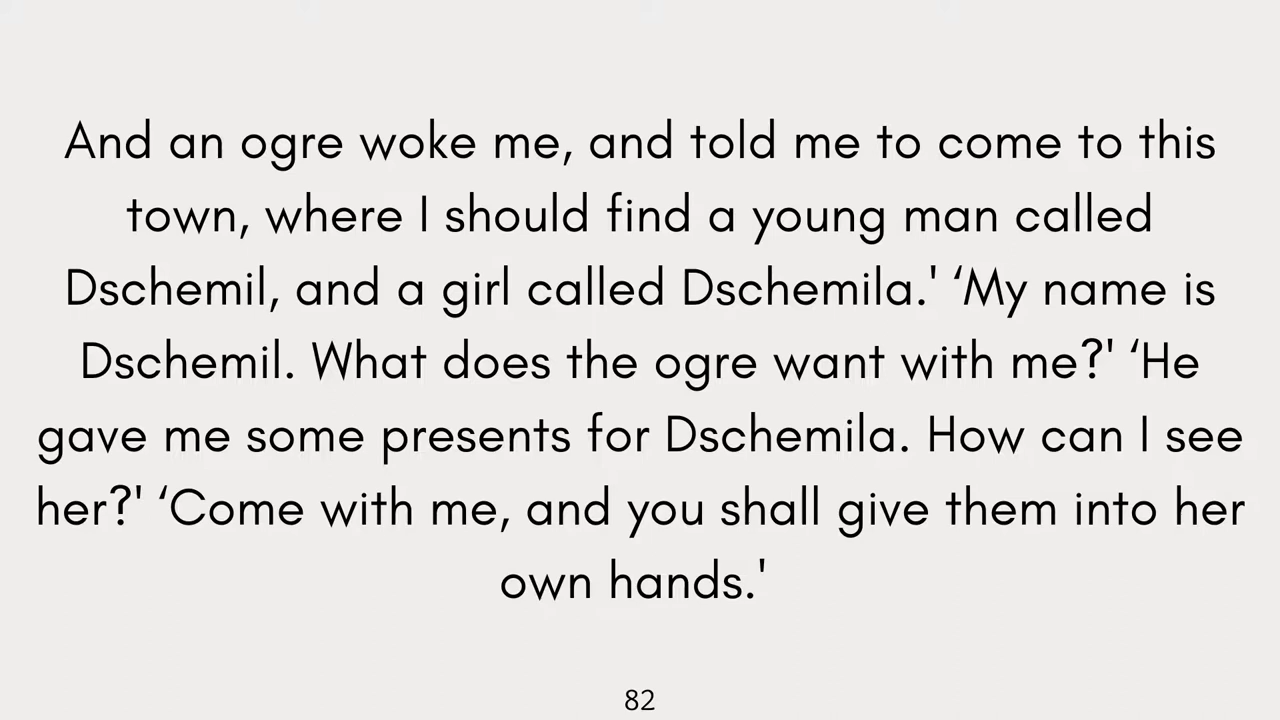 And an ogre woke me, and told me to come to this
town, where I should find a young man called
Dschemil, and a girl called Dschemila.' ‘My name is
Dschemil. What does the ogre want with me?' ‘He
gave me some presents for Dschemila. How can I see
her?' ‘Come with me, and you shall give them into her
own hands.'
82